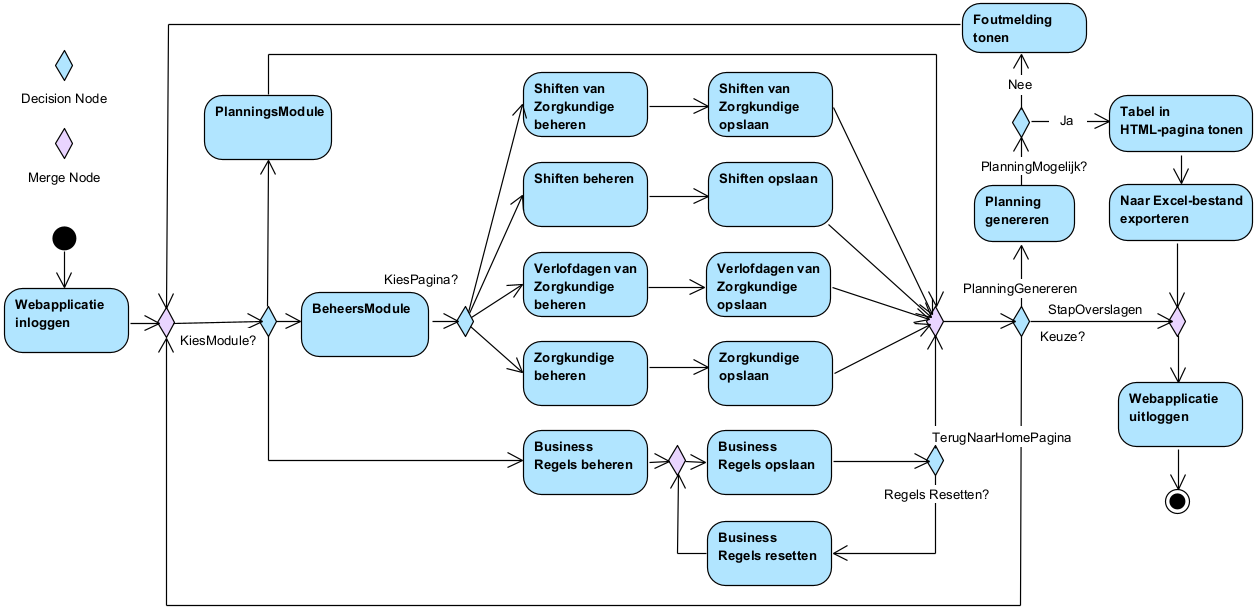 Foutmelding
tonen
Decision Node
Merge Node
PlanningsModule
Shiften van
Zorgkundige
beheren
Shiften van
Zorgkundige
opslaan
Nee
Ja
Tabel in
HTML-pagina tonen
PlanningMogelijk?
Shiften beheren
Shiften opslaan
Planning
genereren
Naar Excel-bestand
exporteren
Webapplicatie
inloggen
KiesModule?
BeheersModule
KiesPagina?
Verlofdagen van
Zorgkundige
beheren
Verlofdagen van
Zorgkundige
opslaan
PlanningGenereren
StapOverslagen
Keuze?
Zorgkundige
beheren
Zorgkundige
opslaan
Webapplicatie
uitloggen
Business
Regels beheren
Business
Regels opslaan
TerugNaarHomePagina
Regels Resetten?
Business
Regels resetten